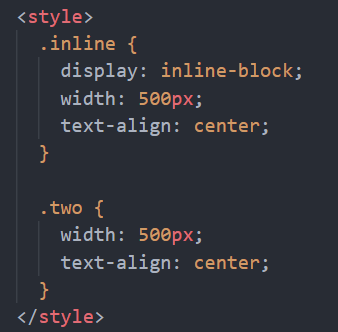 <style>
.inline {
display: inline-block;
width: 500px;
text-align: center;
}
.two {
width: 500px;
text-align: center;
}
</style>